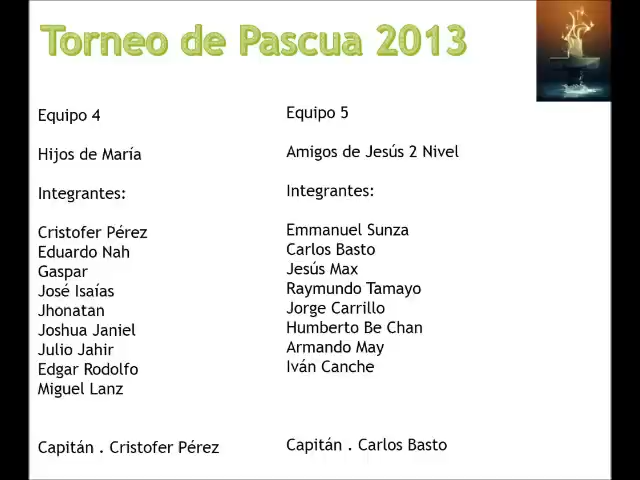 Torneo de Pascua 2013
Equipo 4
Hijos de María
Integrantes:
Cristofer Pérez
Eduardo Nah
Gaspar
José Isaías
Jhonatan
Joshua Janiel
Julio Jahir
Edgar Rodolfo
Miguel Lanz
Capitán . Cristofer Pérez
Equipo 5
Amigos de Jesús 2 Nivel
Integrantes:
Emmanuel Sunza
Carlos Basto
Jesús Max
Raymundo Tamayo
Jorge Carrillo
Humberto Be Chan
Armando May
Iván Canche
Capitán . Carlos Basto